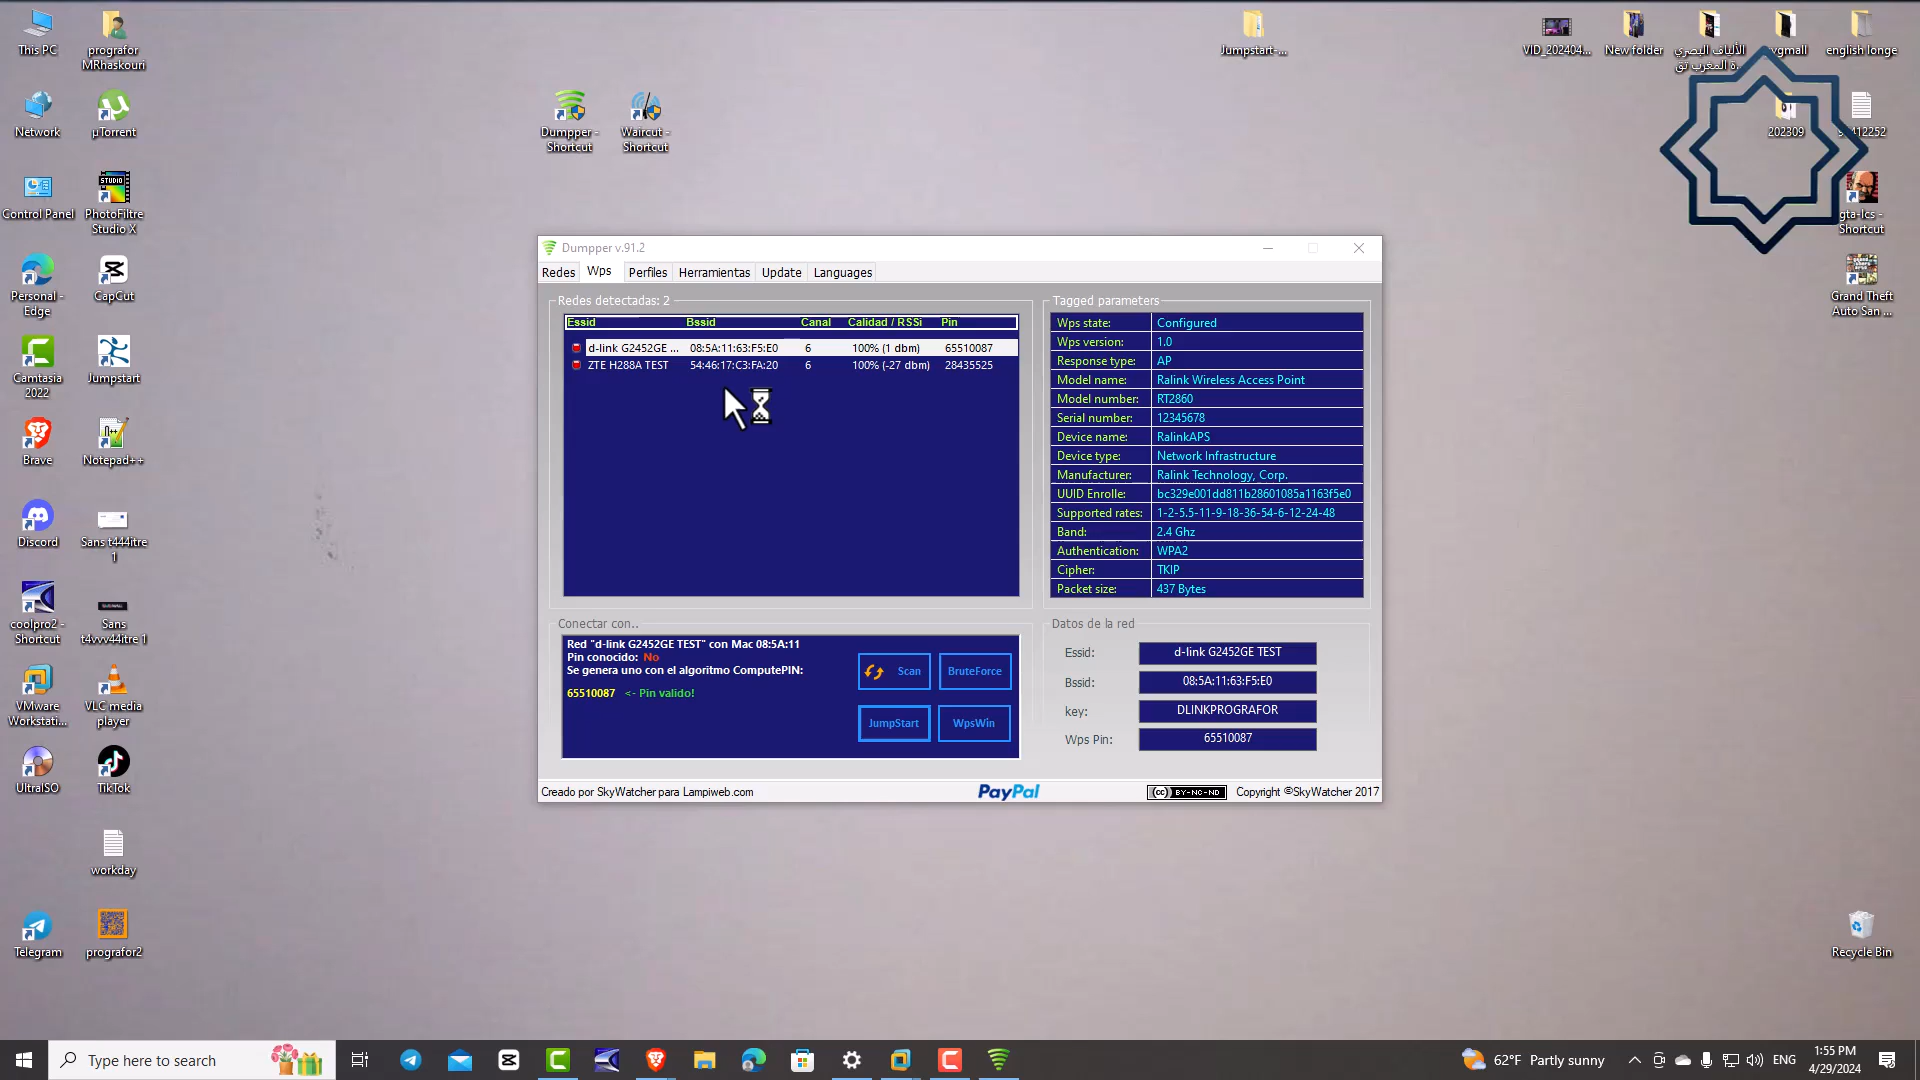 This PC
prografor
MRhaskouri
Jumpstart-...
VID_202404...
New folder
الألياف البصري
ة المغرب تق...
ygmall
english longe
Network
µTorrent
Dumpper -
Shortcut
Waircut -
Shortcut
202309
412252
Control Panel
PhotoFiltre
Studio X
gta-lcs -
Shortcut
Personal -
Edge
CapCut
Grand Theft
Auto San ...
Camtasia
2022
Jumpstart
Brave
Notepad++
Discord
Sans t444itre
1
coolpro2 -
Shortcut
Sans
t4vvv44itre 1
VMware
Workstati...
VLC media
player
UltraISO
TikTok
workday
Telegram
prografor2
Recycle Bin
STUDIO
Dumpper v.91.2
Redes Wps Perfiles Herramientas Update Languages
Redes detectadas: 2
Essid Bssid Canal Calidad / RSSi Pin
d-link G2452GE ... 08:5A:11:63:F5:E0 6 100% (1 dbm) 65510087
ZTE H288A TEST 54:46:17:C3:FA:20 6 100% (-27 dbm) 28435525
Tagged parameters
Wps state: Configured
Wps version: 1.0
Response type: AP
Model name: Ralink Wireless Access Point
Model number: RT2860
Serial number: 12345678
Device name: RalinkAPS
Device type: Network Infrastructure
Manufacturer: Ralink Technology, Corp.
UUID Enrolle: bc329e001dd811b28601085a1163f5e0
Supported rates: 1-2-5.5-11-9-18-36-54-6-12-24-48
Band: 2.4 Ghz
Authentication: WPA2
Cipher: TKIP
Packet size: 437 Bytes
Conectar con..
Red "d-link G2452GE TEST" con Mac 08:5A:11
Pin conocido: No
Se genera uno con el algoritmo ComputePIN:
65510087 <- Pin valido!
Scan BruteForce
JumpStart WpsWin
Datos de la red
Essid: d-link G2452GE TEST
Bssid: 08:5A:11:63:F5:E0
key: DLINKPROGRAFOR
Wps Pin: 65510087
Creado por SkyWatcher para Lampiweb.com
PayPal
cc BY-NC-ND
Copyright ©SkyWatcher 2017
Type here to search
62°F Partly sunny
ENG
1:55 PM
4/29/2024